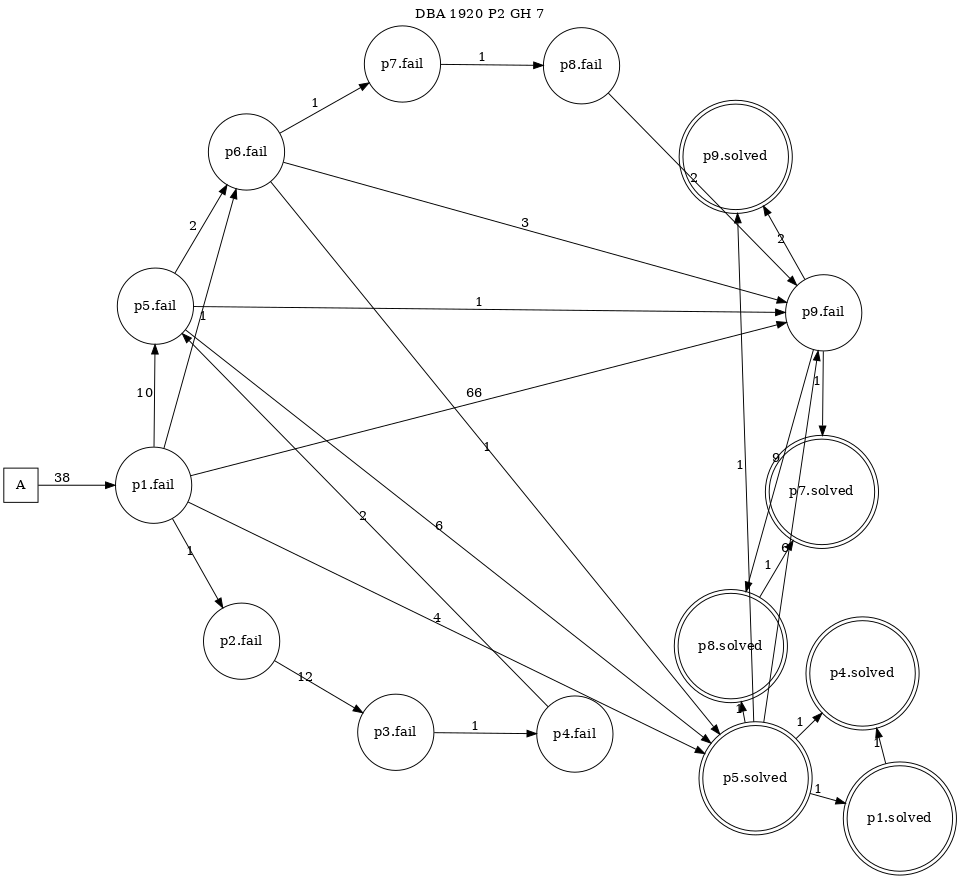 DBA 1920 P2 GH 7
p7.fail
1
p8.fail
1
p6.fail
p9.solved
2
2
3
2
p5.fail
1
p9.fail
1
10
66
1
1
9
1
A
38
p1.fail
p7.solved
2
6
1
6
1
4
p2.fail
p8.solved
12
p4.solved
1
p3.fail
1
p4.fail
1
1
p5.solved
1
p1.solved